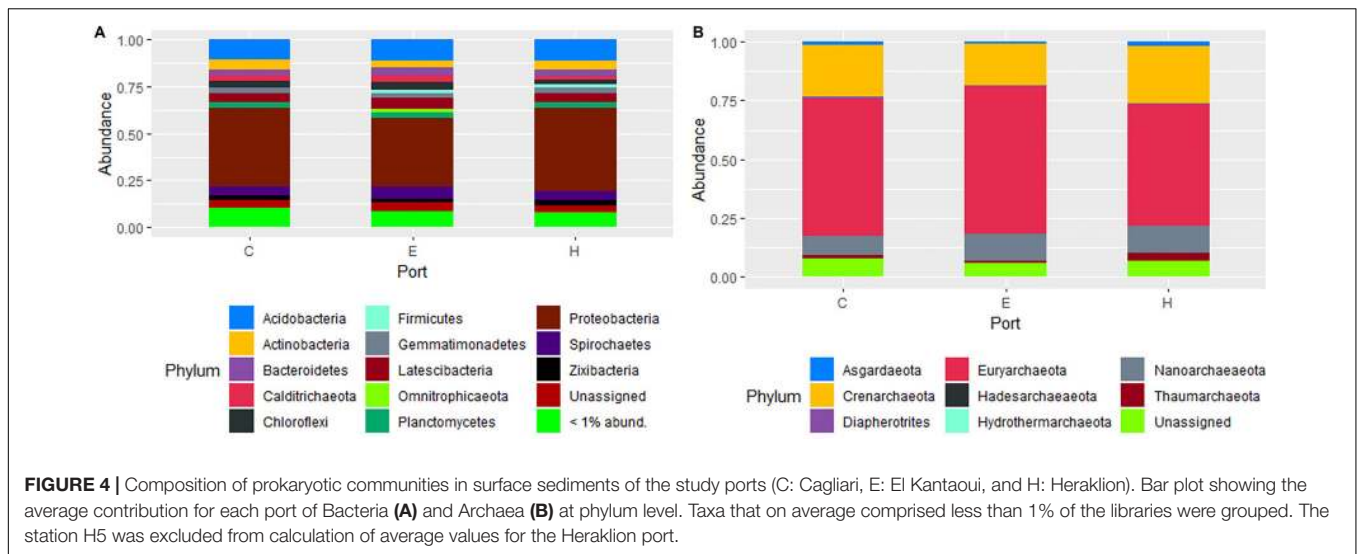 A
1.00
0.75
0.50
0.25
0.00
Abundance
C E H
Port
Phylum
Acidobacteria
Actinobacteria
Bacteroidetes
Calditrichaeota
Chloroflexi
Firmicutes
Gemmatimonadetes
Latescibacteria
Omnitrophicaeota
Planctomycetes
Proteobacteria
Spirochaetes
Zixibacteria
Unassigned
< 1% abund.
B
1.00
0.75
0.50
0.25
0.00
Abundance
C E H
Port
Phylum
Asgardaeota
Crenarchaeota
Diapherotrites
Euryarchaeota
Hadesarchaeaeota
Hydrothermarchaeota
Nanoarchaeaeota
Thaumarchaeota
Unassigned
FIGURE 4 | Composition of prokaryotic communities in surface sediments of the study ports (C: Cagliari, E: El Kantaoui, and H: Heraklion). Bar plot showing the
average contribution for each port of Bacteria (A) and Archaea (B) at phylum level. Taxa that on average comprised less than 1% of the libraries were grouped. The
station H5 was excluded from calculation of average values for the Heraklion port.